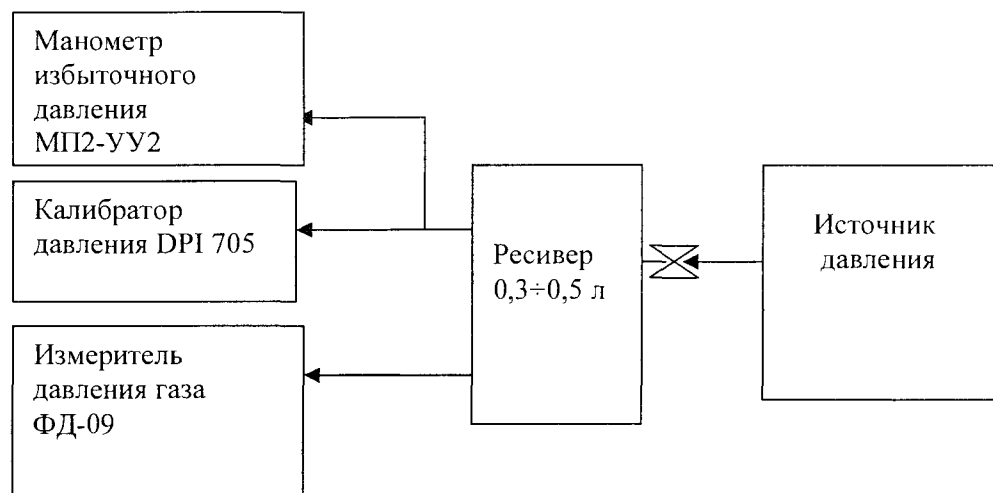 Манометр
избыточного
давления
МП2-УУ2
Калибратор
давления DPI 705
Измеритель
давления газа
ФД-09
Ресивер
0,3÷0,5 л
Источник
давления